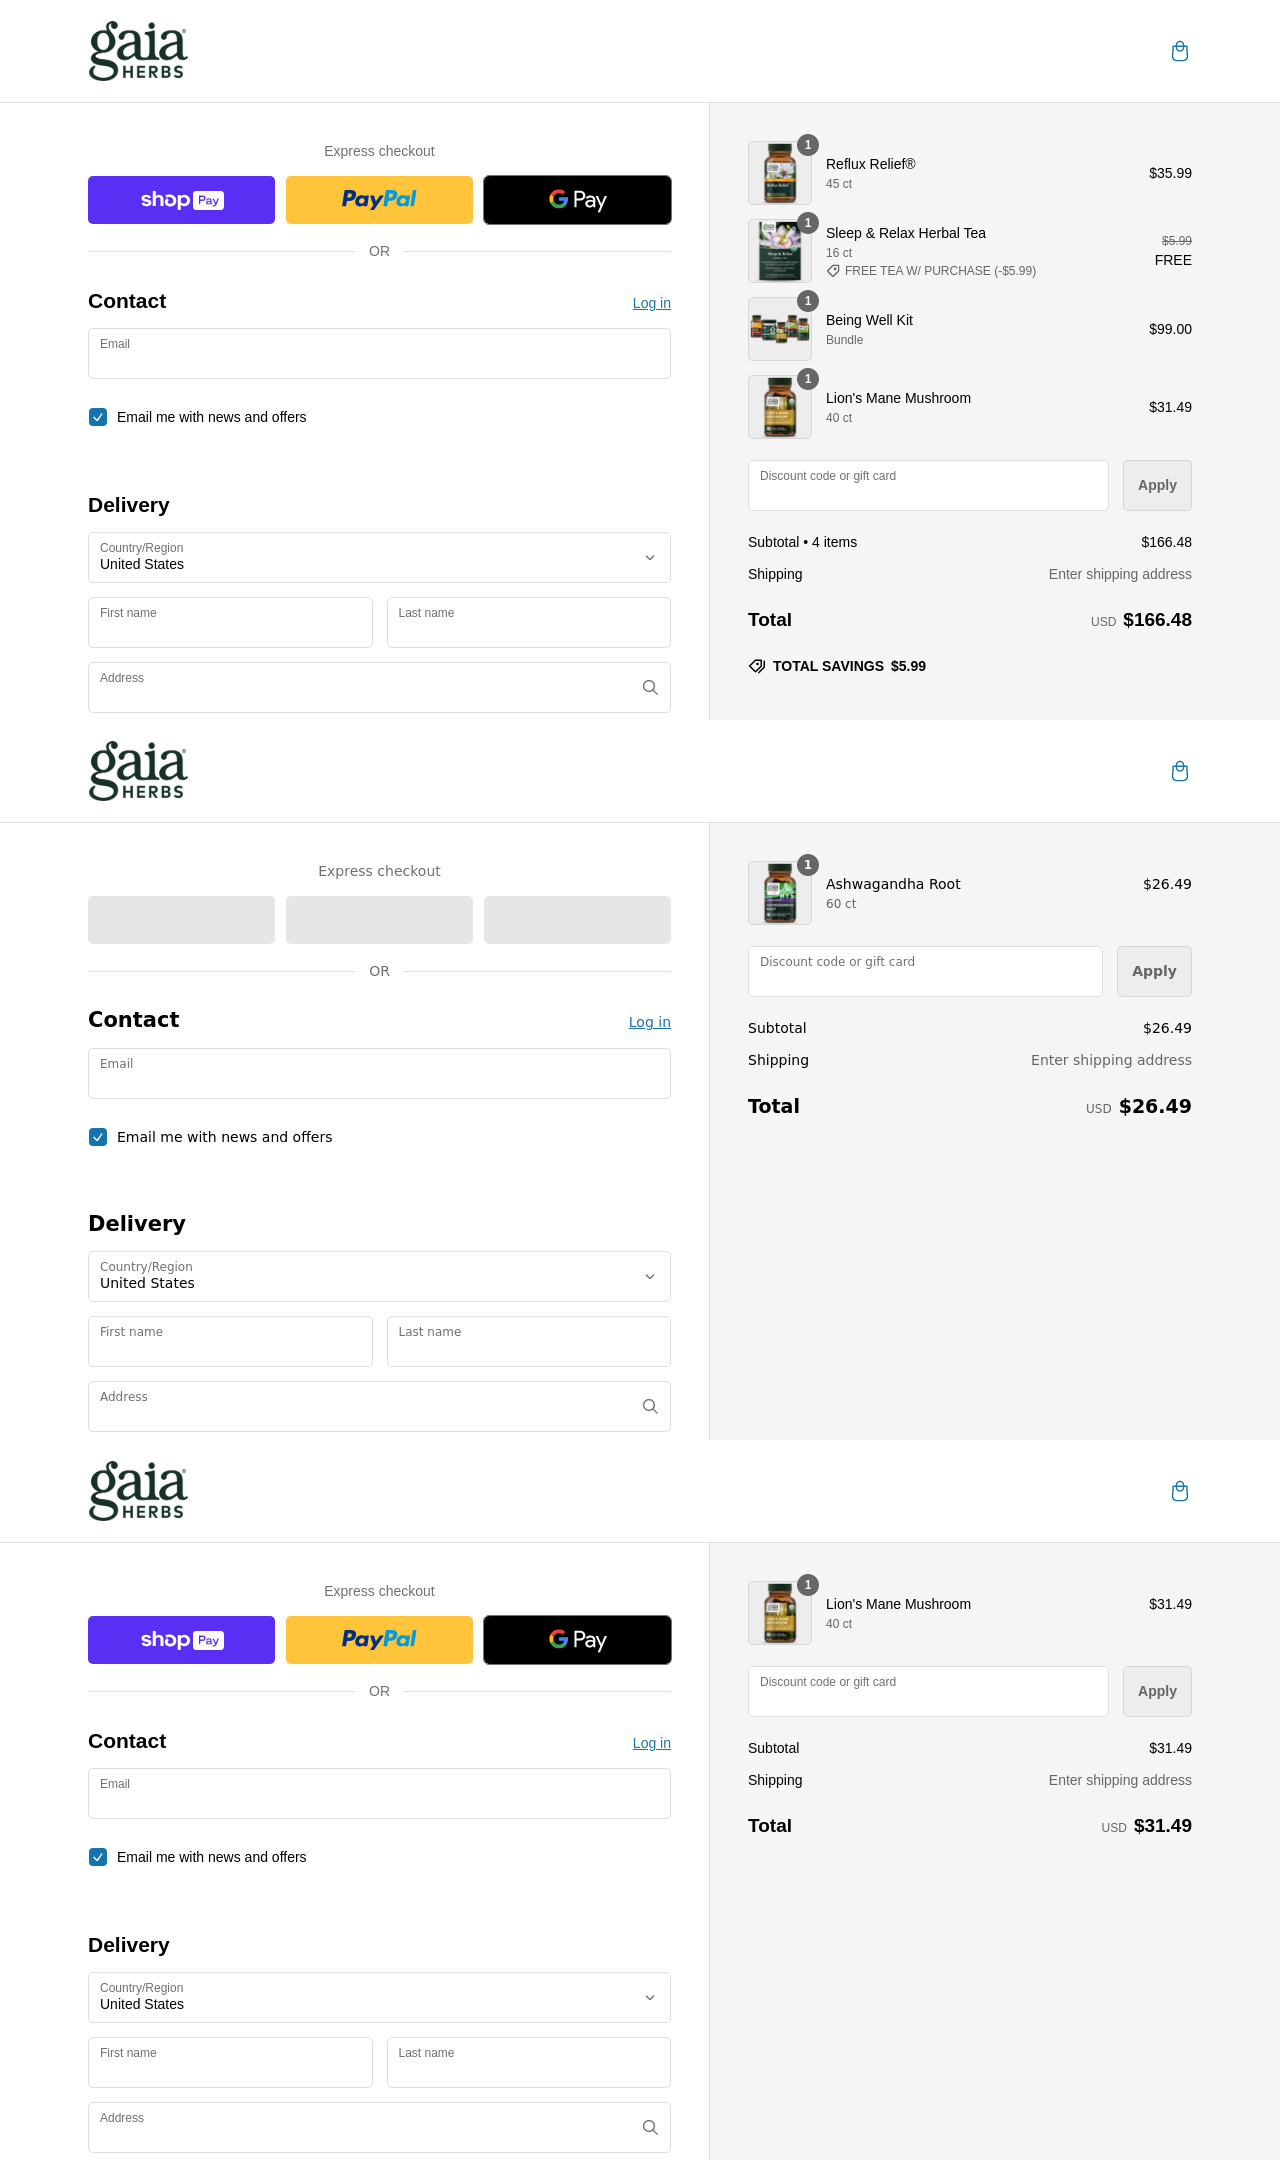 gaia
HERBS
Express checkout
shop Pay
PayPal
G Pay
OR
Contact
Log in
Email
Email me with news and offers
Delivery
Country/Region
United States
First name
Last name
Address
1
Reflux Relief®
45 ct
$35.99
1
Sleep & Relax Herbal Tea
16 ct
FREE TEA W/ PURCHASE (-$5.99)
$5.99
FREE
1
Being Well Kit
Bundle
$99.00
1
Lion's Mane Mushroom
40 ct
$31.49
Discount code or gift card
Apply
Subtotal • 4 items
$166.48
Shipping
Enter shipping address
Total
USD $166.48
TOTAL SAVINGS $5.99
gaia
HERBS
Express checkout
OR
Contact
Log in
Email
Email me with news and offers
Delivery
Country/Region
United States
First name
Last name
Address
1
Ashwagandha Root
60 ct
$26.49
Discount code or gift card
Apply
Subtotal
$26.49
Shipping
Enter shipping address
Total
USD $26.49
gaia
HERBS
Express checkout
shop Pay
PayPal
G Pay
OR
Contact
Log in
Email
Email me with news and offers
Delivery
Country/Region
United States
First name
Last name
Address
1
Lion's Mane Mushroom
40 ct
$31.49
Discount code or gift card
Apply
Subtotal
$31.49
Shipping
Enter shipping address
Total
USD $31.49